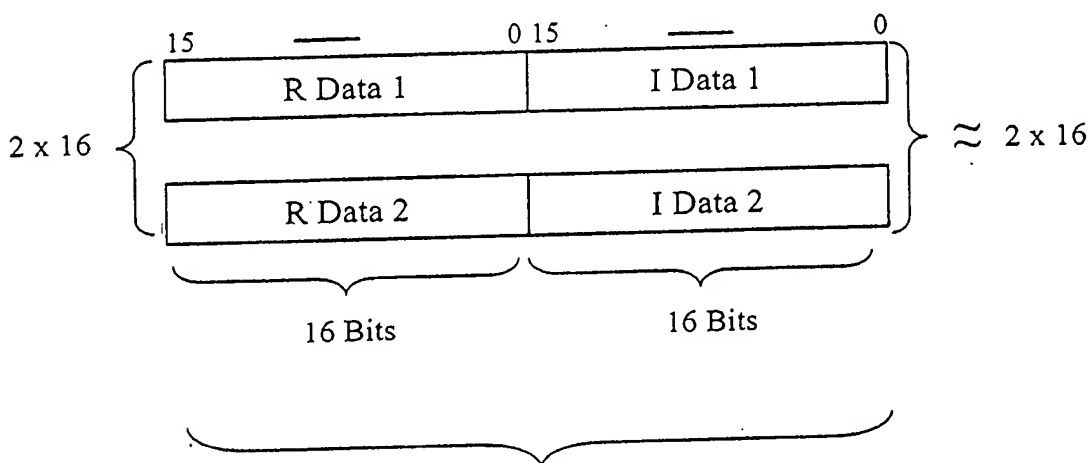 15 0 15 0
R Data 1 I Data 1
2 x 16 ≈ 2 x 16
R Data 2 I Data 2
16 Bits 16 Bits